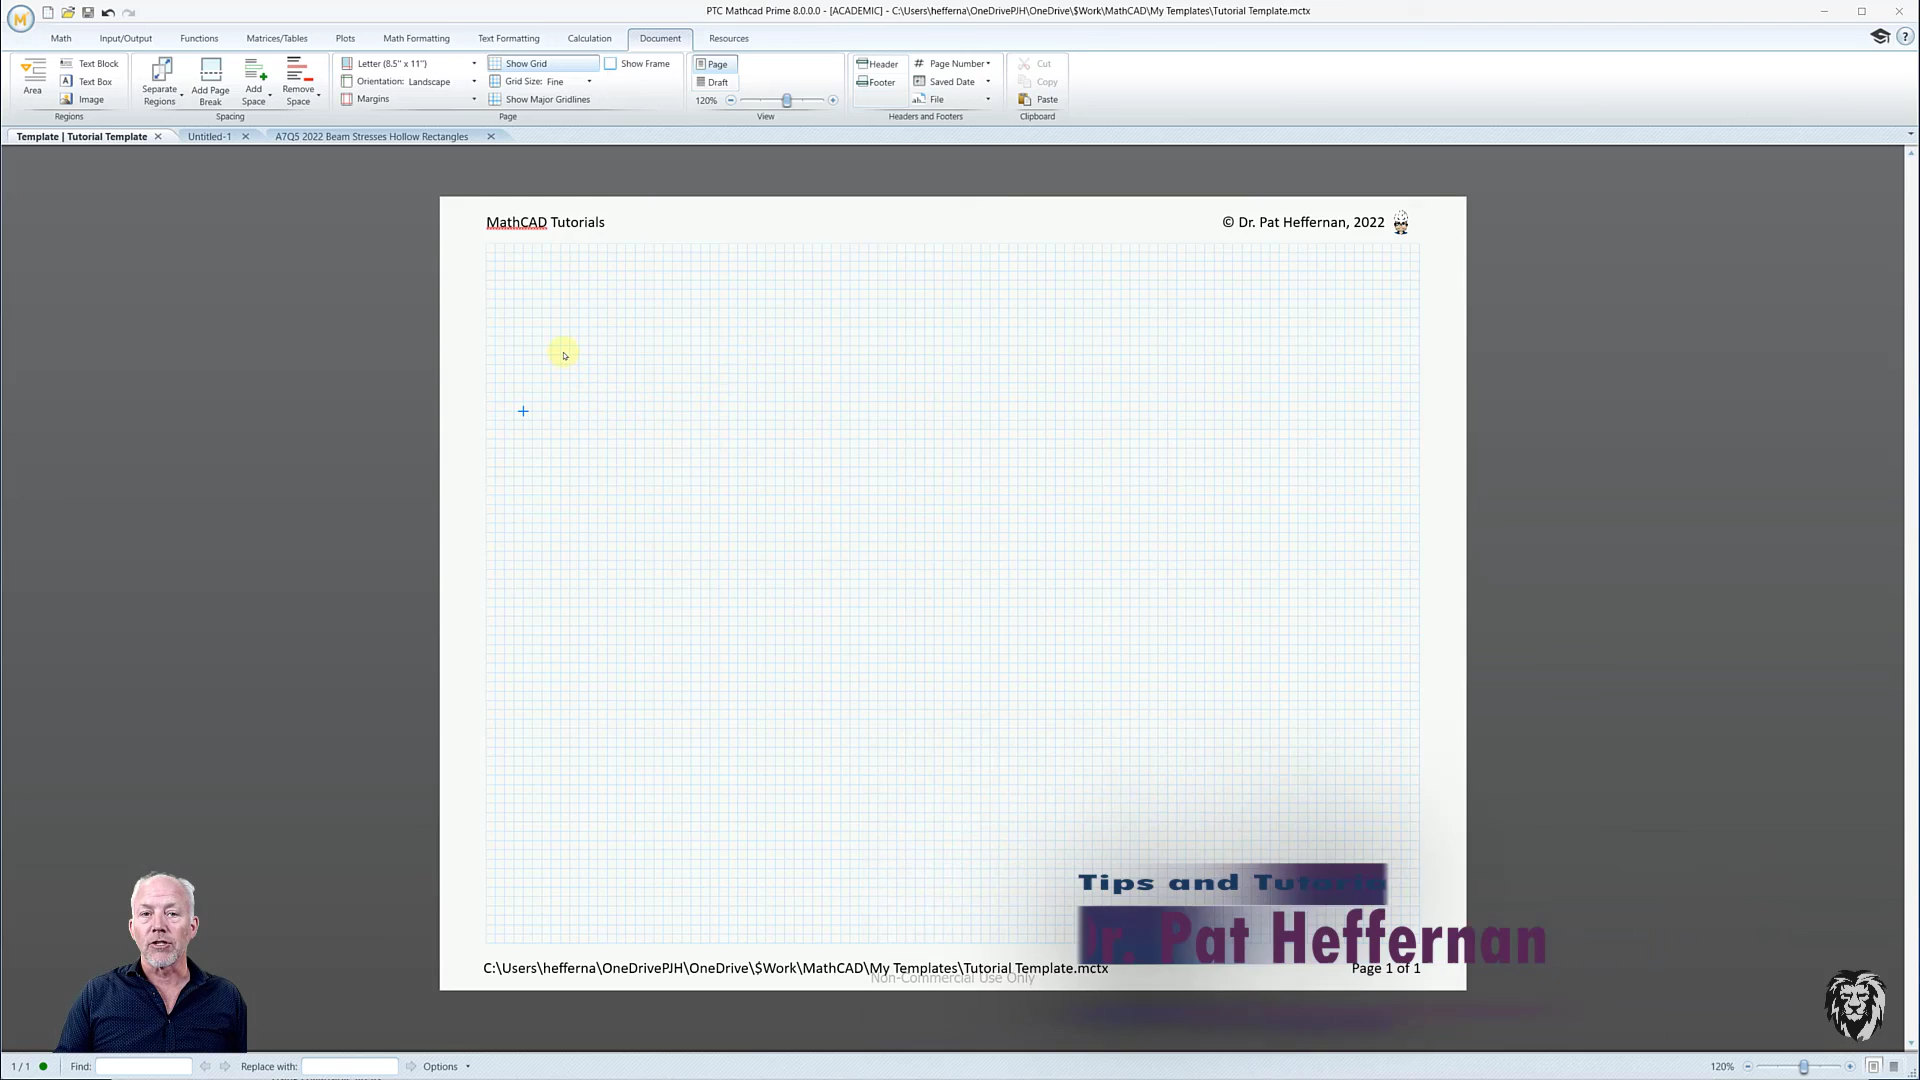 PTC Mathcad Prime 8.0.0.0 - [ACADEMIC] - C:\Users\hefferna\OneDrivePJH\OneDrive\$Work\MathCAD\My Templates\Tutorial Template.mctx
Math Input/Output Functions Matrices/Tables Plots Math Formatting Text Formatting Calculation Document Resources
Area
Text Block
Text Box
Image
Regions
Separate Regions
Add Page Break
Add Space
Remove Space
Spacing
Letter (8.5" x 11")
Orientation: Landscape
Margins
Show Grid
Grid Size: Fine
Show Major Gridlines
Show Frame
Page
Page
Draft
120%
View
Header
Footer
Page Number
Saved Date
File
Headers and Footers
Cut
Copy
Paste
Clipboard
Template | Tutorial Template Untitled-1 A7Q5 2022 Beam Stresses Hollow Rectangles
MathCAD Tutorials © Dr. Pat Heffernan, 2022
Tips and Tutoria
Dr. Pat Heffernan
C:\Users\hefferna\OneDrivePJH\OneDrive\$Work\MathCAD\My Templates\Tutorial Template.mctx Page 1 of 1
Non-Commercial Use Only
1 / 1 Find: Replace with: Options 120%